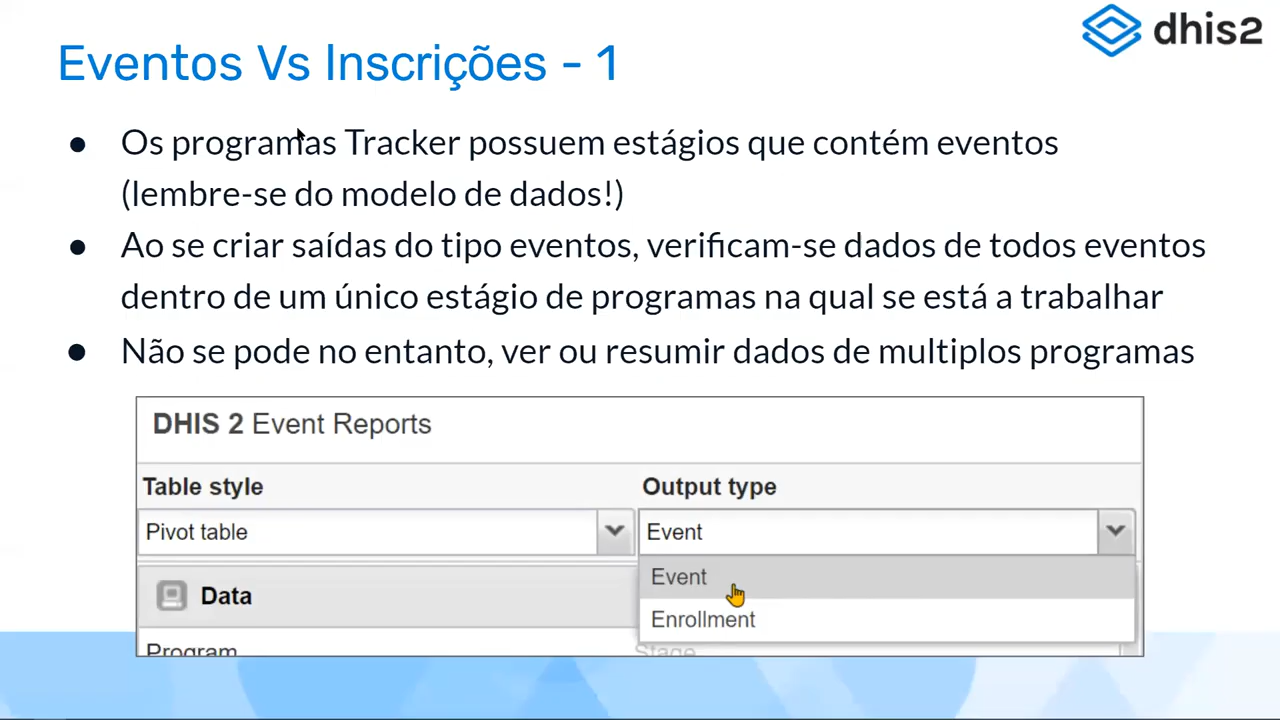 dhis2
Eventos Vs Inscrições - 1
● Os programas Tracker possuem estágios que contém eventos
(lembre-se do modelo de dados!)
● Ao se criar saídas do tipo eventos, verificam-se dados de todos eventos
dentro de um único estágio de programas na qual se está a trabalhar
● Não se pode no entanto, ver ou resumir dados de multiplos programas
DHIS 2 Event Reports
Table style Output type
Pivot table Event
Event
Data
Enrollment
Program Stage